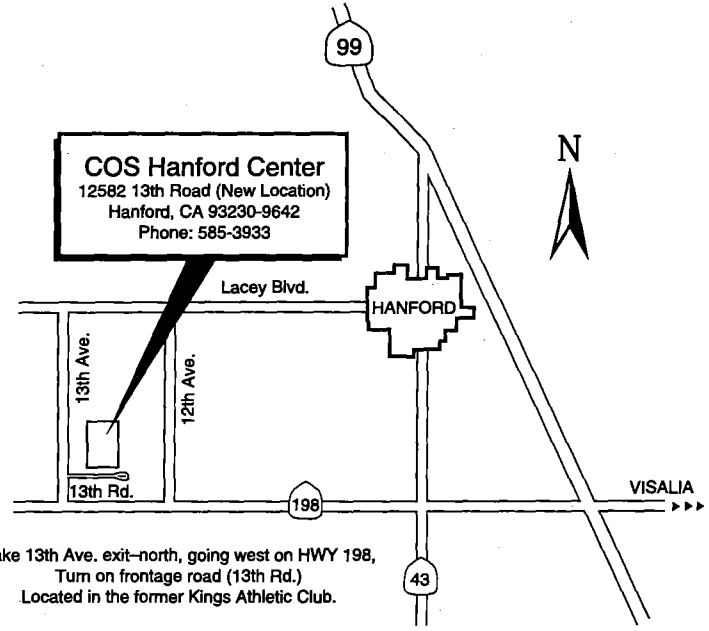 99
COS Hanford Center
12582 13th Road (New Location)
Hanford, CA 93230-9642
Phone: 585-3933
N
Lacey Blvd.
HANFORD
13th Ave.
12th Ave.
13th Rd.
198
VISALIA
ake 13th Ave. exit–north, going west on HWY 198,
Turn on frontage road (13th Rd.)
Located in the former Kings Athletic Club.
43